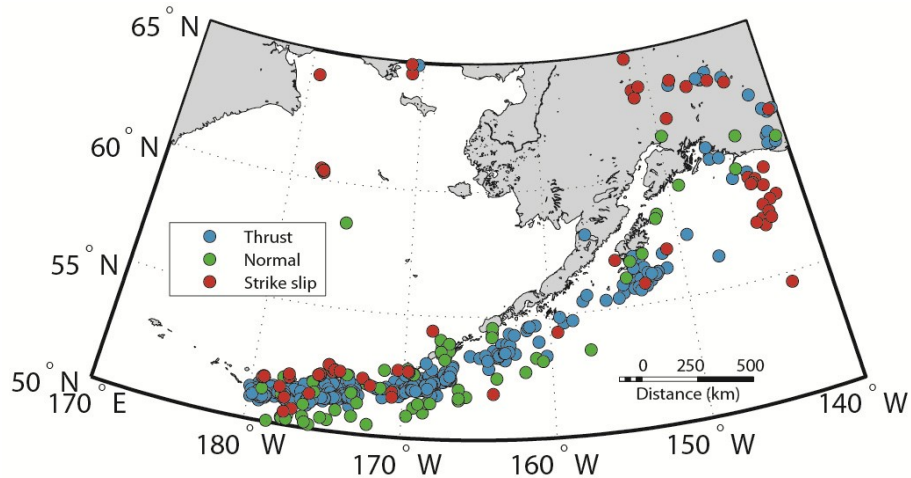 65° N
60° N
55° N
50° N
Thrust
Normal
Strike slip
0 250 500
Distance (km)
170° E
180° W
170° W
160° W
150° W
140° W